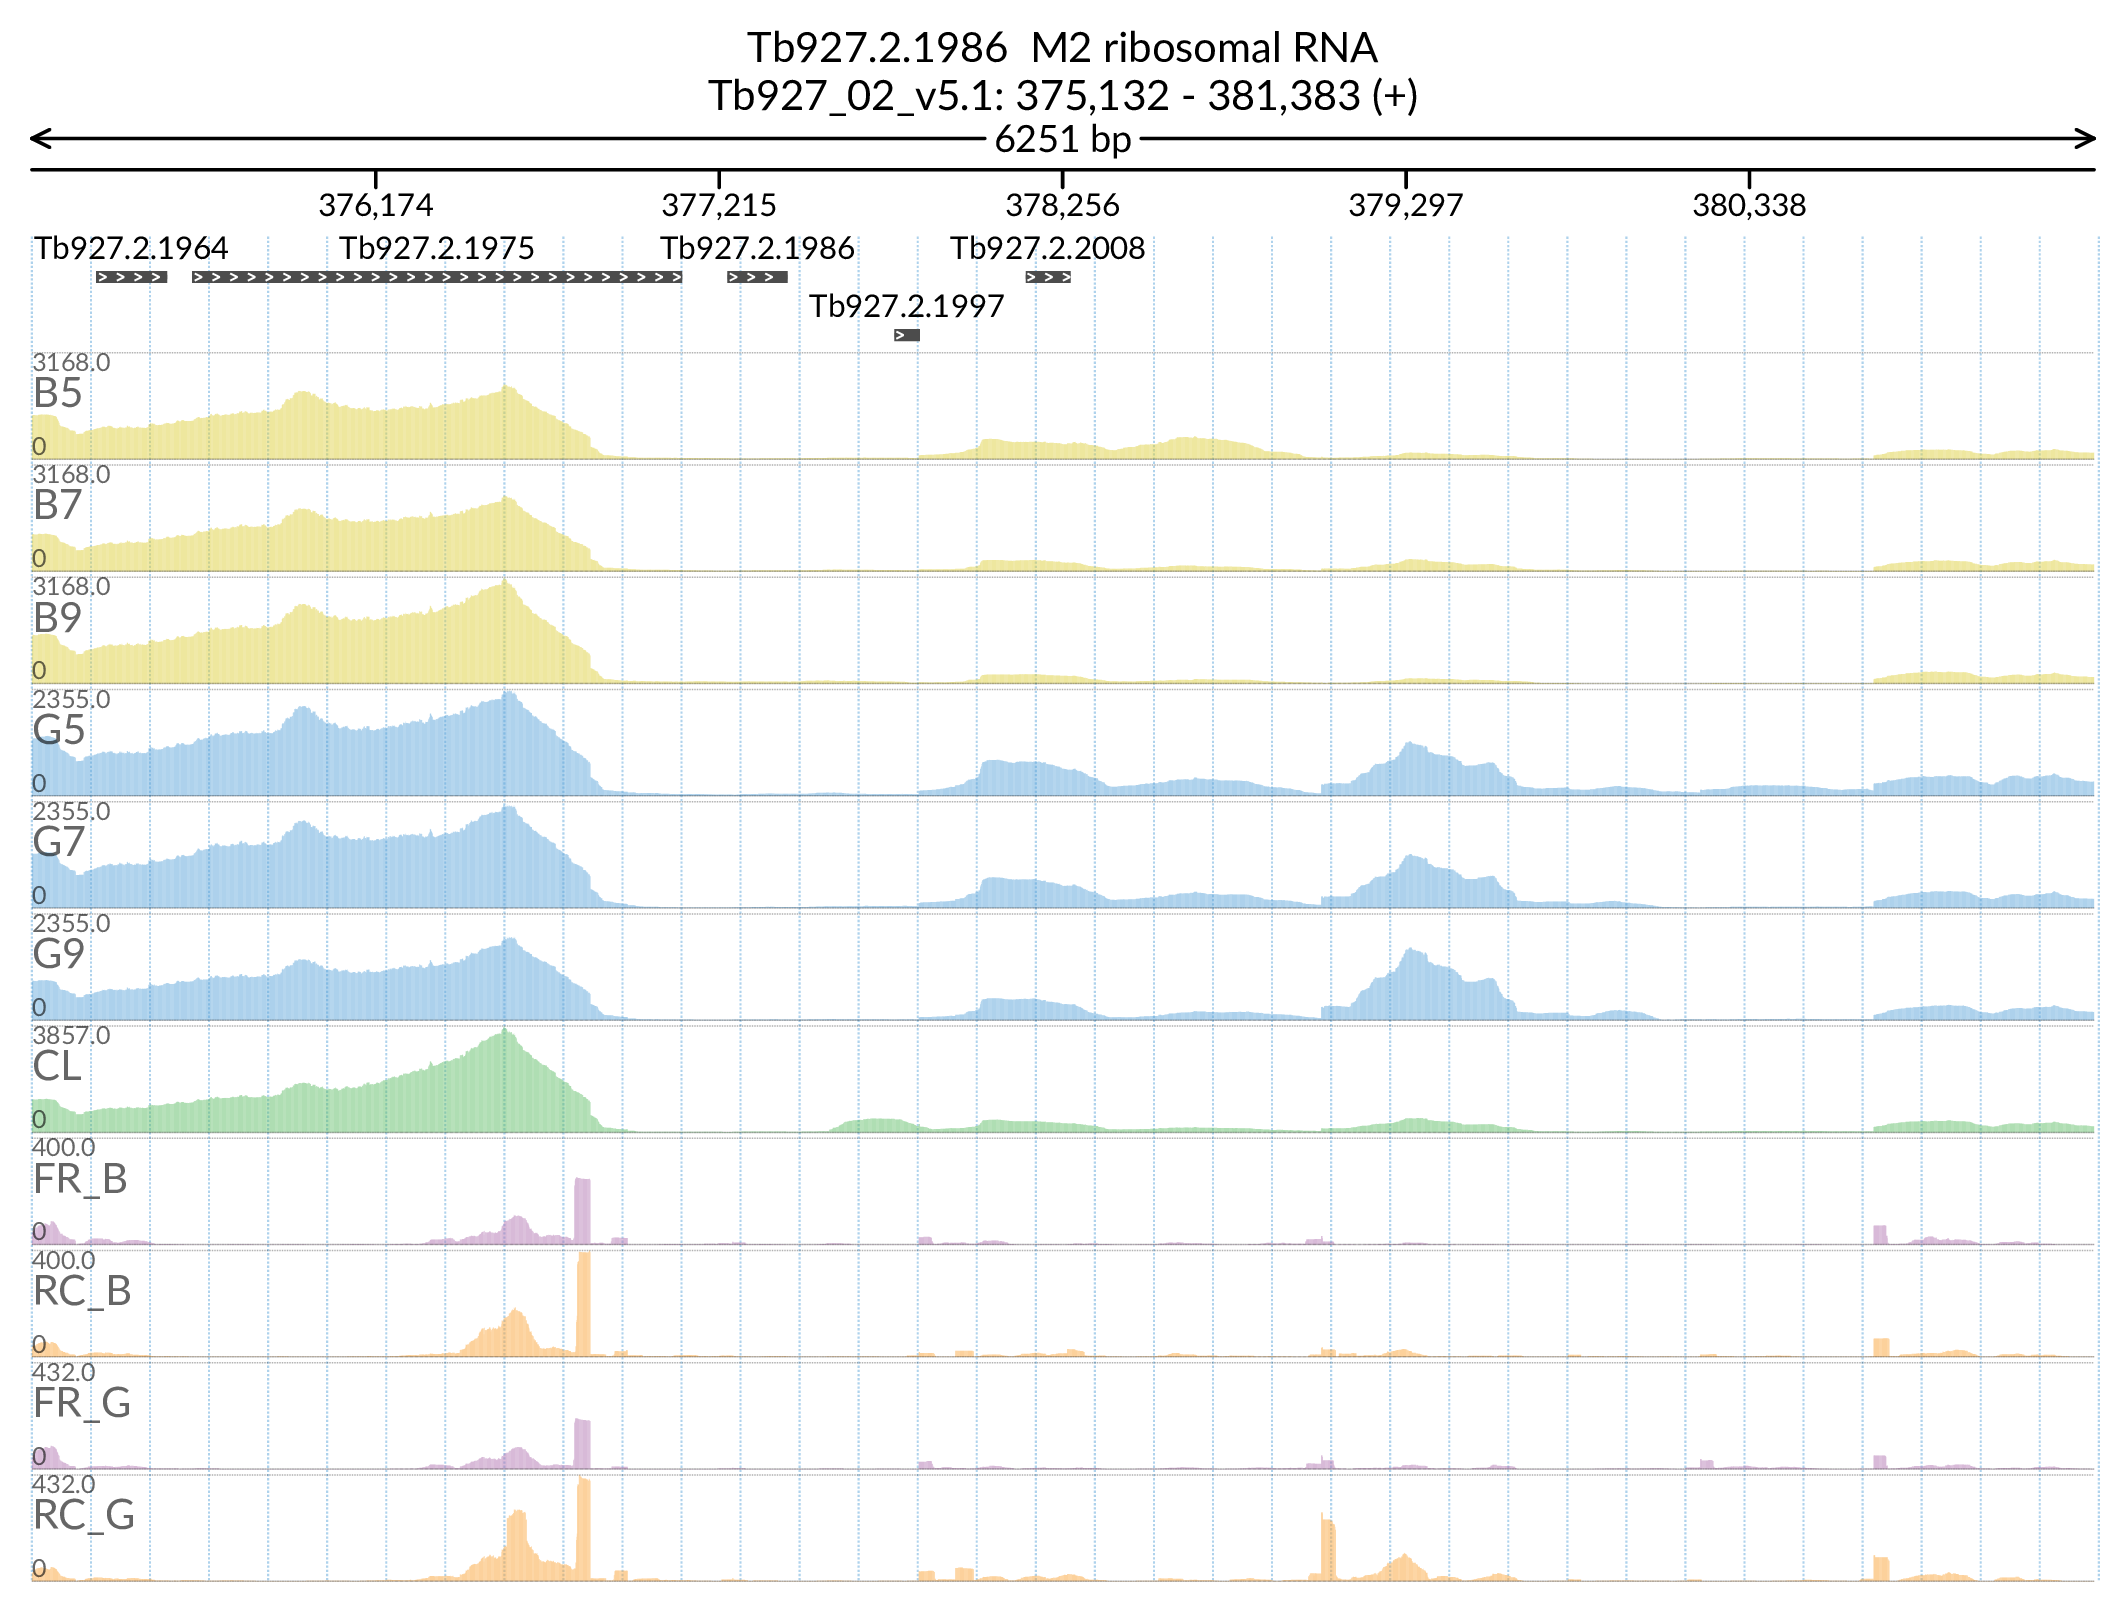 Tb927.2.1986 M2 ribosomal RNA
Tb927_02_v5.1: 375,132 - 381,383 (+)
6251 bp
376,174 377,215 378,256 379,297 380,338
Tb927.2.1964 Tb927.2.1975 Tb927.2.1986 Tb927.2.2008
Tb927.2.1997
3168.0
B5
0
3168.0
B7
0
3168.0
B9
0
2355.0
G5
0
2355.0
G7
0
2355.0
G9
0
3857.0
CL
0
400.0
FR_B
0
400.0
RC_B
0
432.0
FR_G
0
432.0
RC_G
0